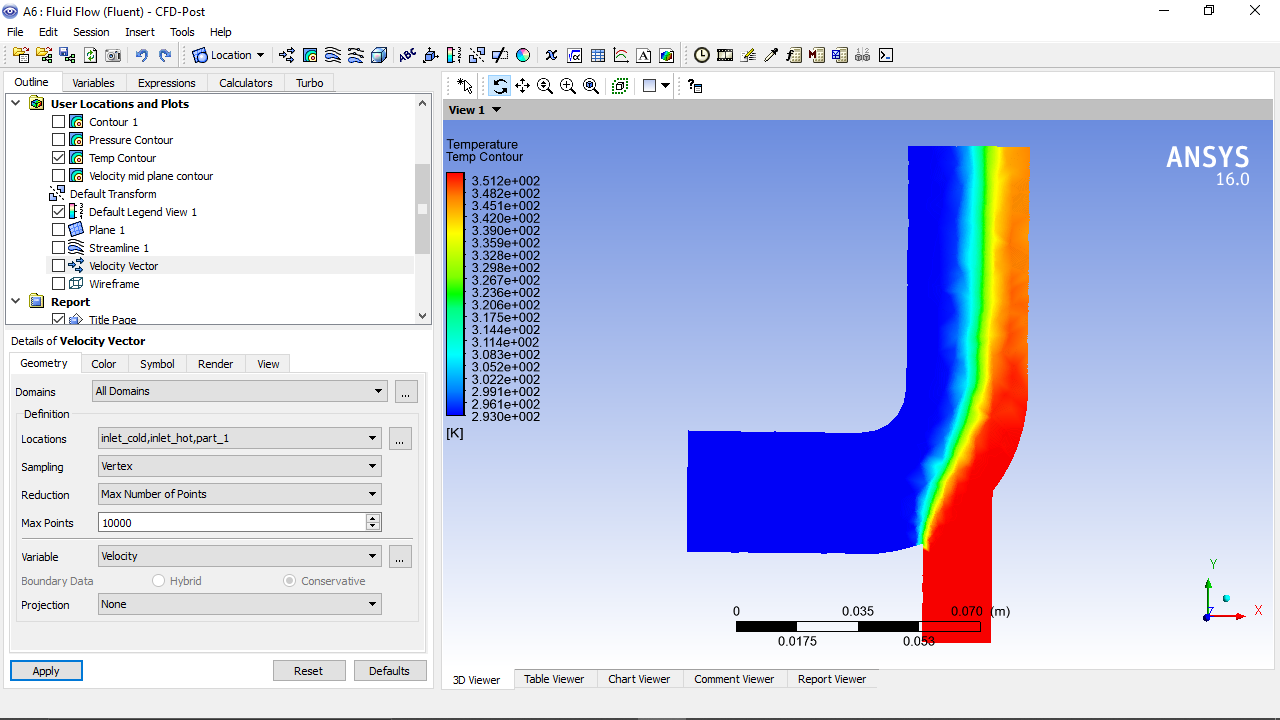 A6 : Fluid Flow (Fluent) - CFD-Post
File Edit Session Insert Tools Help
Location
Outline Variables Expressions Calculators Turbo
User Locations and Plots
Contour 1
Pressure Contour
Temp Contour
Velocity mid plane contour
Default Transform
Default Legend View 1
Plane 1
Streamline 1
Velocity Vector
Wireframe
Report
Title Page
Details of Velocity Vector
Geometry Color Symbol Render View
Domains All Domains ...
Definition
Locations inlet_cold,inlet_hot,part_1 ...
Sampling Vertex
Reduction Max Number of Points
Max Points 10000
Variable Velocity ...
Boundary Data Hybrid Conservative
Projection None
Apply Reset Defaults
View 1
Temperature
Temp Contour
3.512e+002
3.482e+002
3.451e+002
3.420e+002
3.390e+002
3.359e+002
3.328e+002
3.298e+002
3.267e+002
3.236e+002
3.206e+002
3.175e+002
3.144e+002
3.114e+002
3.083e+002
3.052e+002
3.022e+002
2.991e+002
2.961e+002
2.930e+002
[K]
ANSYS
16.0
0 0.035 0.070 (m)
0.0175 0.053
Y
X
Z
3D Viewer Table Viewer Chart Viewer Comment Viewer Report Viewer